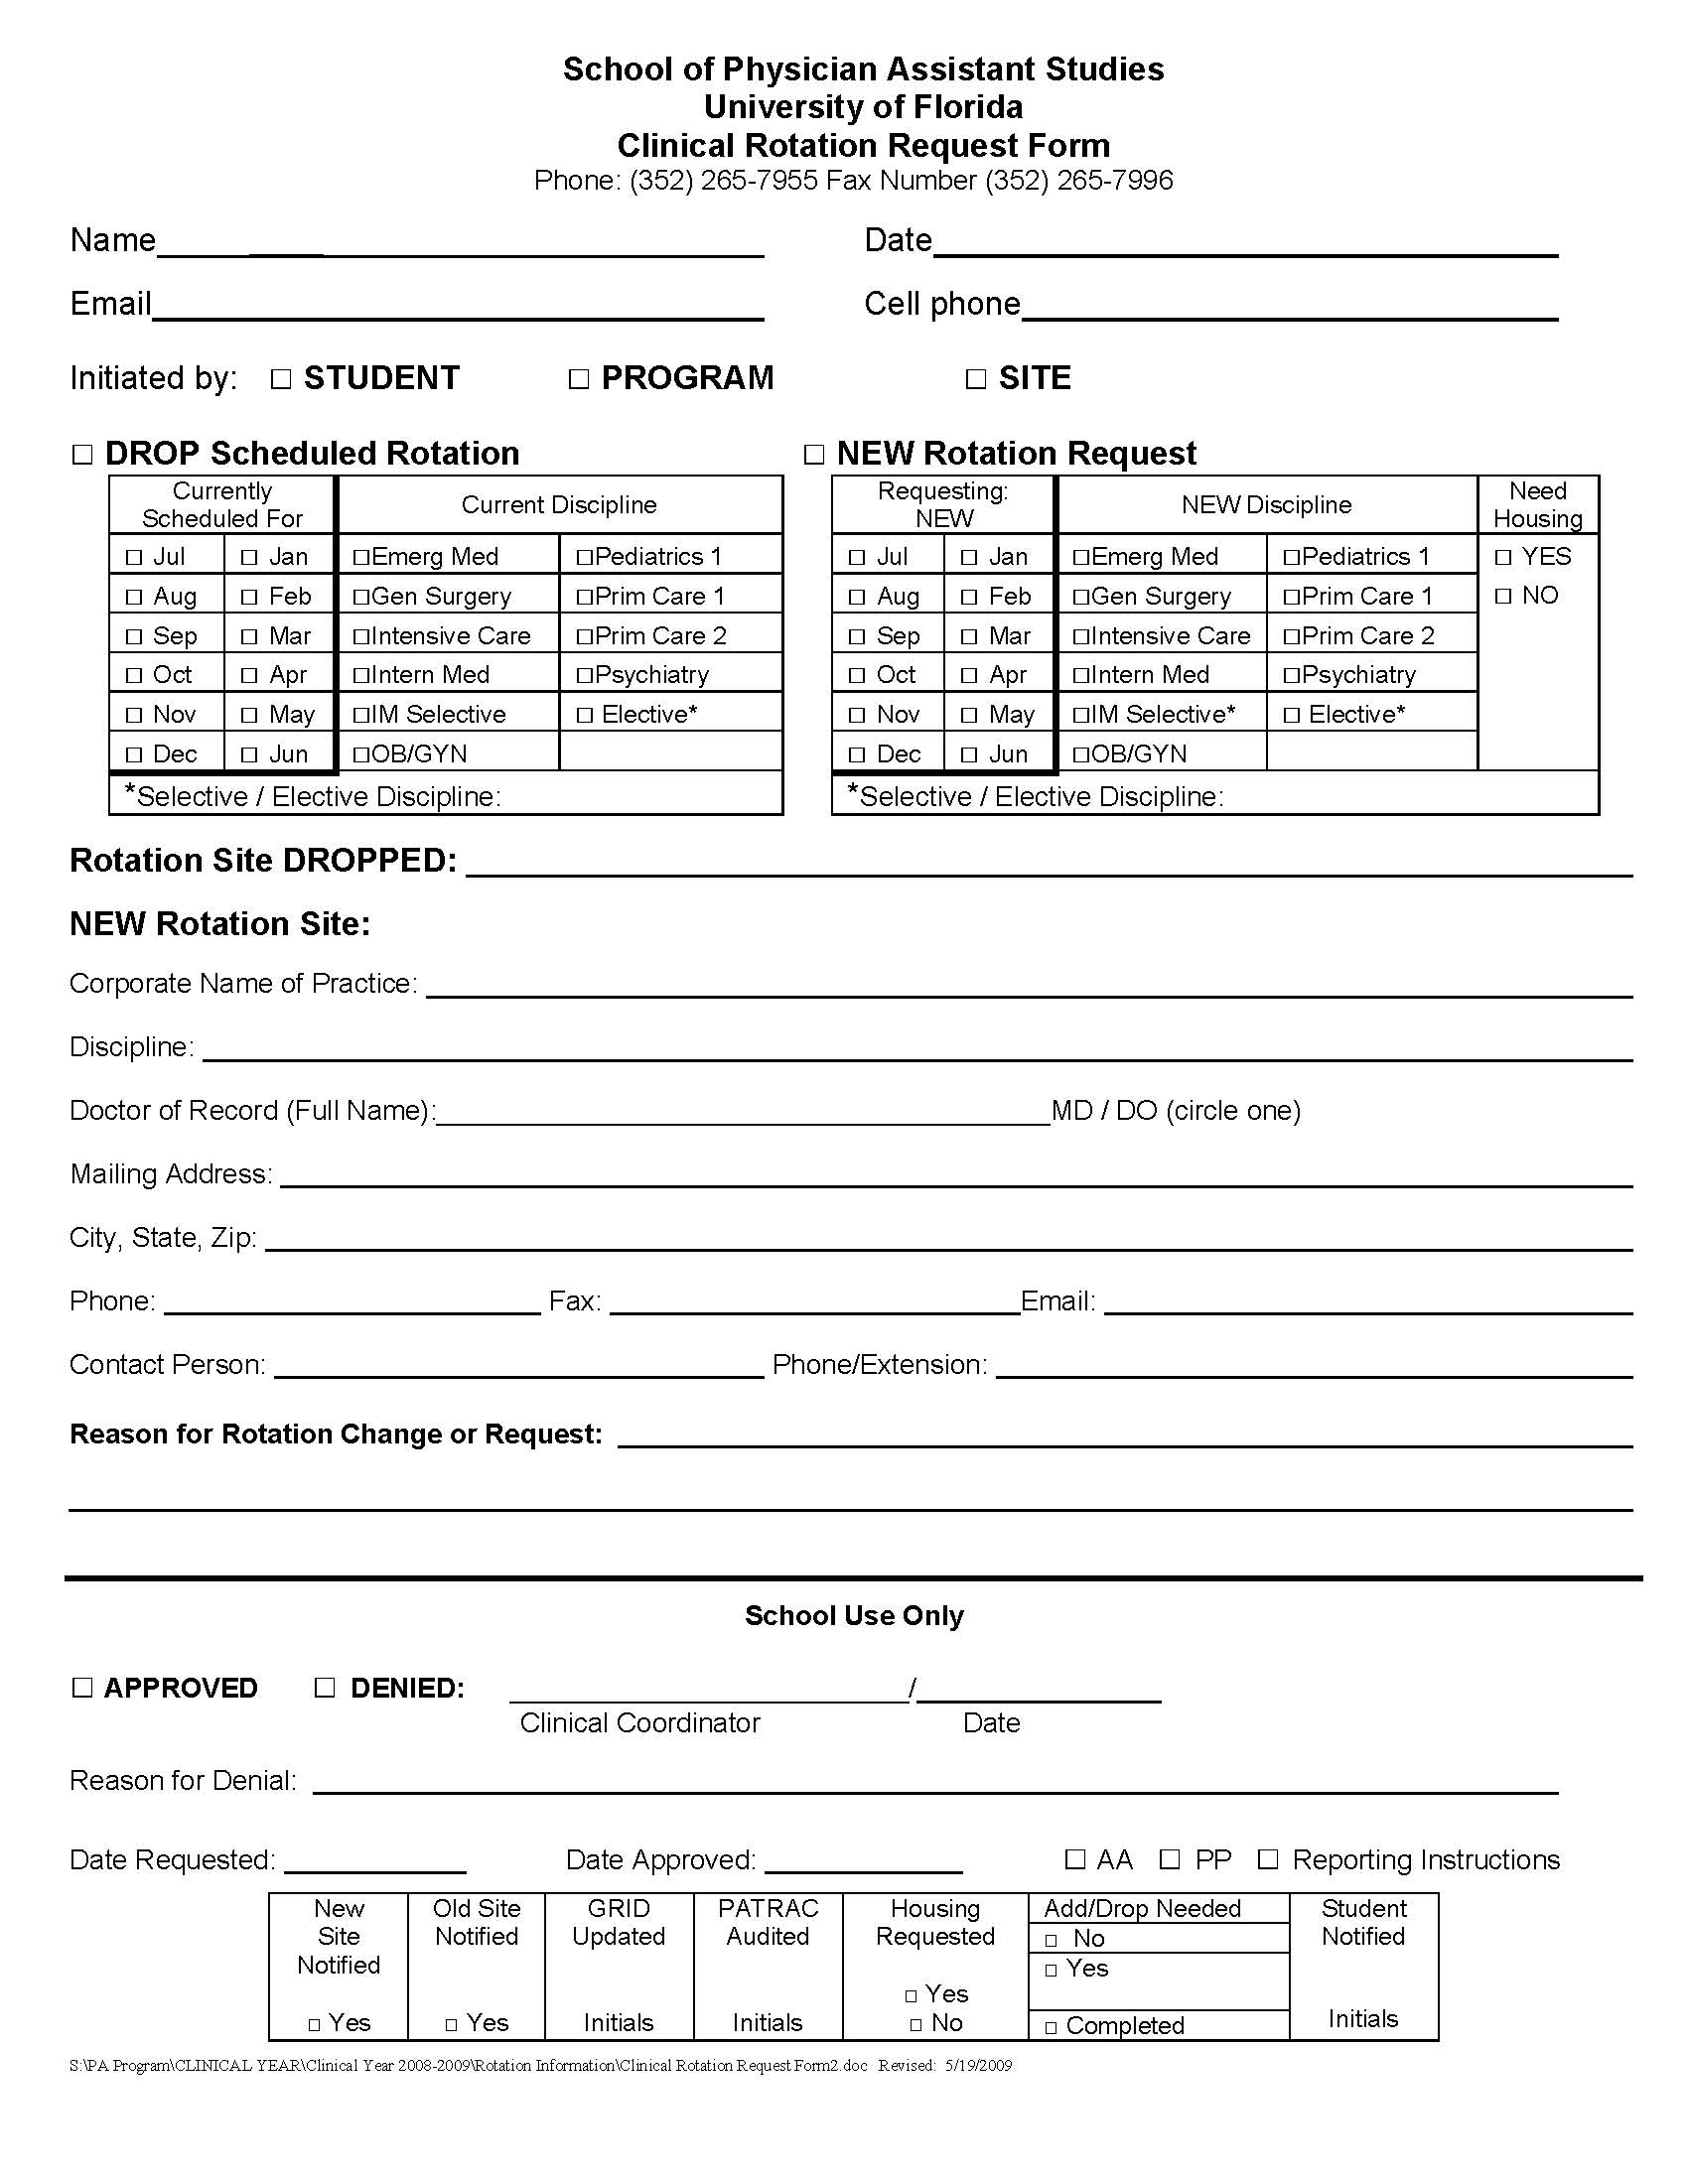 School of Physician Assistant Studies
University of Florida
Clinical Rotation Request Form
Phone: (352) 265-7955 Fax Number (352) 265-7996
Name Date
Email Cell phone
Initiated by: □ STUDENT □ PROGRAM □ SITE
□ DROP Scheduled Rotation □ NEW Rotation Request
Currently Scheduled For Current Discipline Requesting: NEW NEW Discipline Need Housing
□ Jul □ Jan □Emerg Med □Pediatrics 1 □ Jul □ Jan □Emerg Med □Pediatrics 1 □ YES
□ Aug □ Feb □Gen Surgery □Prim Care 1 □ Aug □ Feb □Gen Surgery □Prim Care 1 □ NO
□ Sep □ Mar □Intensive Care □Prim Care 2 □ Sep □ Mar □Intensive Care □Prim Care 2
□ Oct □ Apr □Intern Med □Psychiatry □ Oct □ Apr □Intern Med □Psychiatry
□ Nov □ May □IM Selective □ Elective* □ Nov □ May □IM Selective* □ Elective*
□ Dec □ Jun □OB/GYN □ Dec □ Jun □OB/GYN
*Selective / Elective Discipline: *Selective / Elective Discipline:
Rotation Site DROPPED:
NEW Rotation Site:
Corporate Name of Practice:
Discipline:
Doctor of Record (Full Name): MD / DO (circle one)
Mailing Address:
City, State, Zip:
Phone: Fax: Email:
Contact Person: Phone/Extension:
Reason for Rotation Change or Request:
School Use Only
□ APPROVED □ DENIED: /
Clinical Coordinator Date
Reason for Denial:
Date Requested: Date Approved: □ AA □ PP □ Reporting Instructions
New Site Notified □ Yes
Old Site Notified □ Yes
GRID Updated Initials
PATRAC Audited Initials
Housing Requested □ Yes □ No
Add/Drop Needed □ No □ Yes □ Completed
Student Notified Initials
S:\PA Program\CLINICAL YEAR\Clinical Year 2008-2009\Rotation Information\Clinical Rotation Request Form2.doc Revised: 5/19/2009